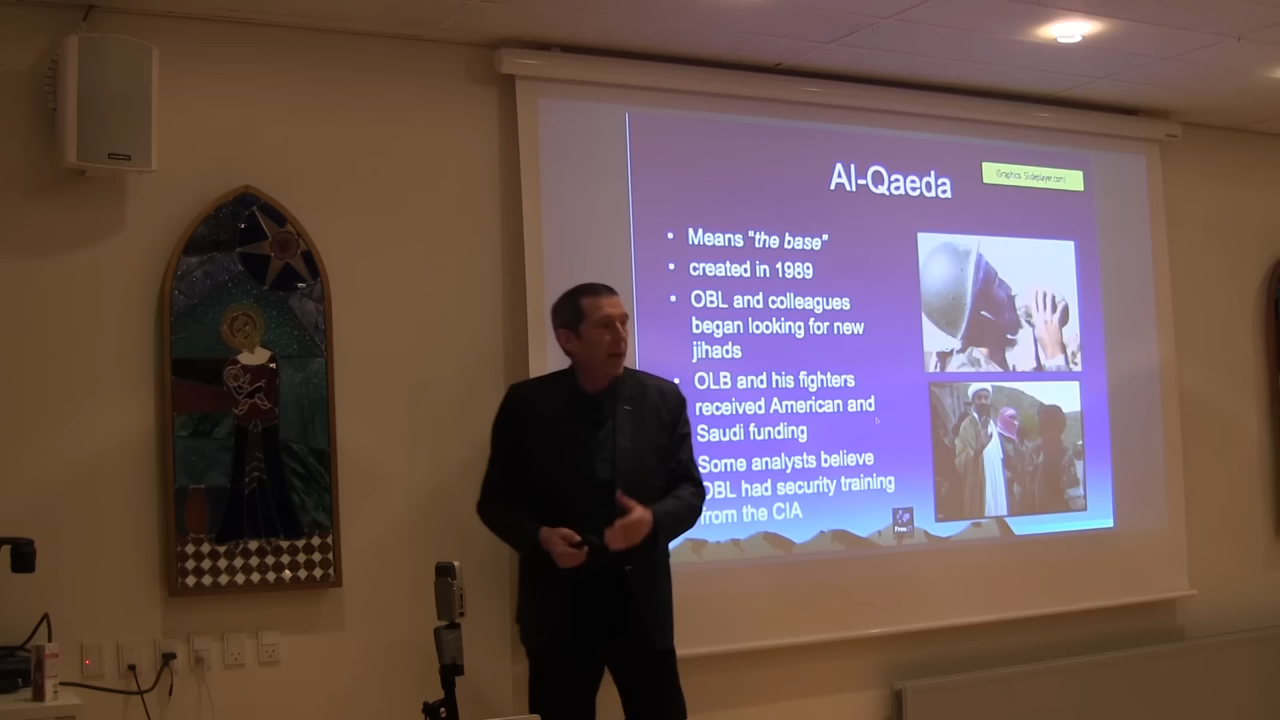 Al-Qaeda
(Graphics: Slideplayer.com)
Means "the base"
created in 1989
OBL and colleagues
began looking for new
jihads
OLB and his fighters
received American and
Saudi funding
Some analysts believe
OBL had security training
from the CIA